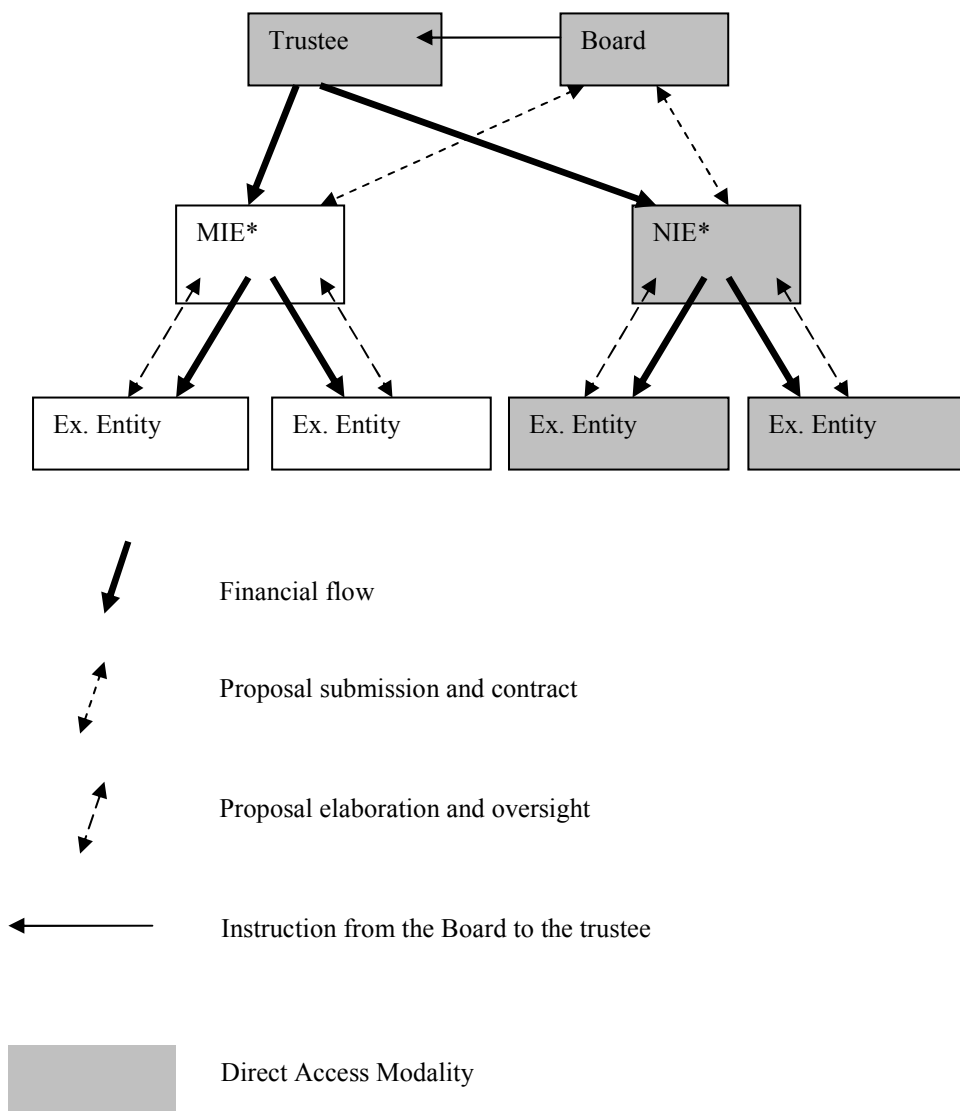 Trustee
Board
MIE*
NIE*
Ex. Entity
Ex. Entity
Ex. Entity
Ex. Entity
Financial flow
Proposal submission and contract
Proposal elaboration and oversight
Instruction from the Board to the trustee
Direct Access Modality